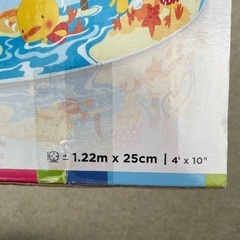 ± 1.22m x 25cm | 4' x 10"